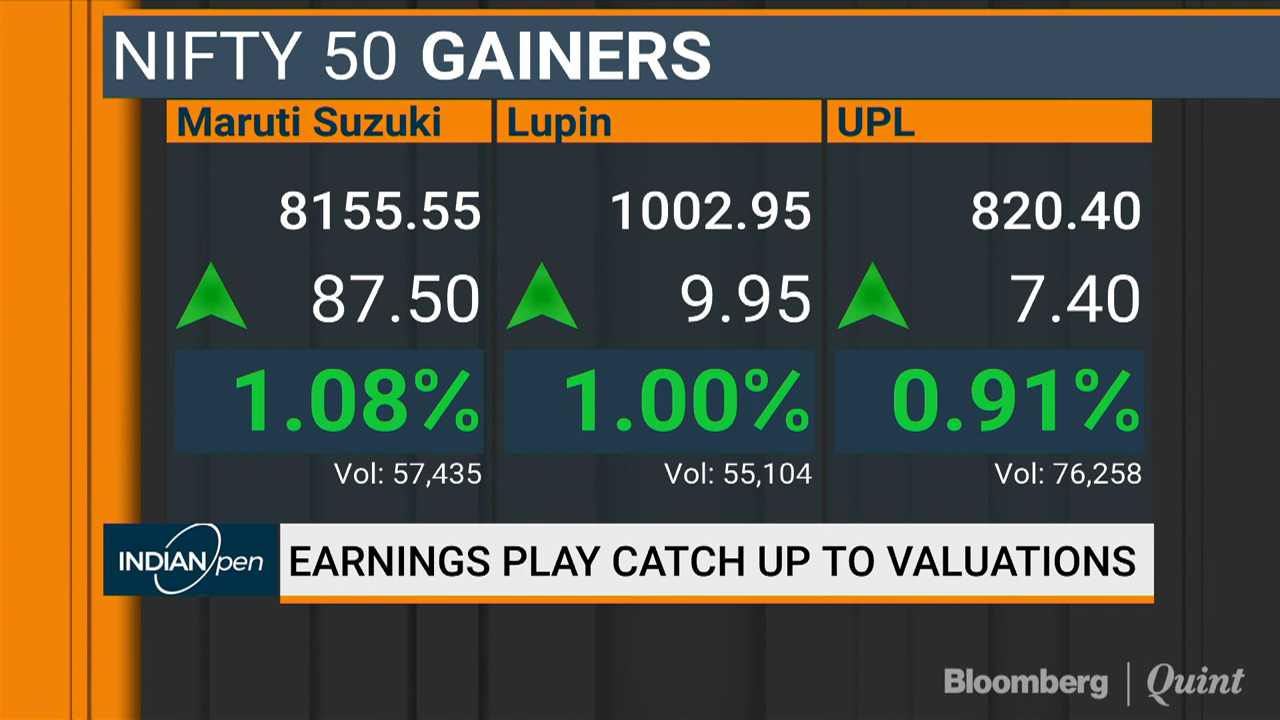 NIFTY 50 GAINERS
Maruti Suzuki
8155.55
87.50
1.08%
Vol: 57,435
Lupin
1002.95
9.95
1.00%
Vol: 55,104
UPL
820.40
7.40
0.91%
Vol: 76,258
INDIAN Open
EARNINGS PLAY CATCH UP TO VALUATIONS
Bloomberg | Quint